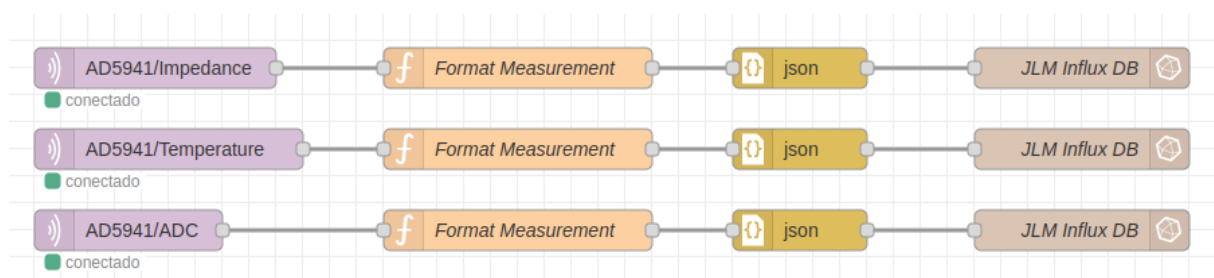 AD5941/Impedance Format Measurement json JLM Influx DB
conectado
AD5941/Temperature Format Measurement json JLM Influx DB
conectado
AD5941/ADC Format Measurement json JLM Influx DB
conectado